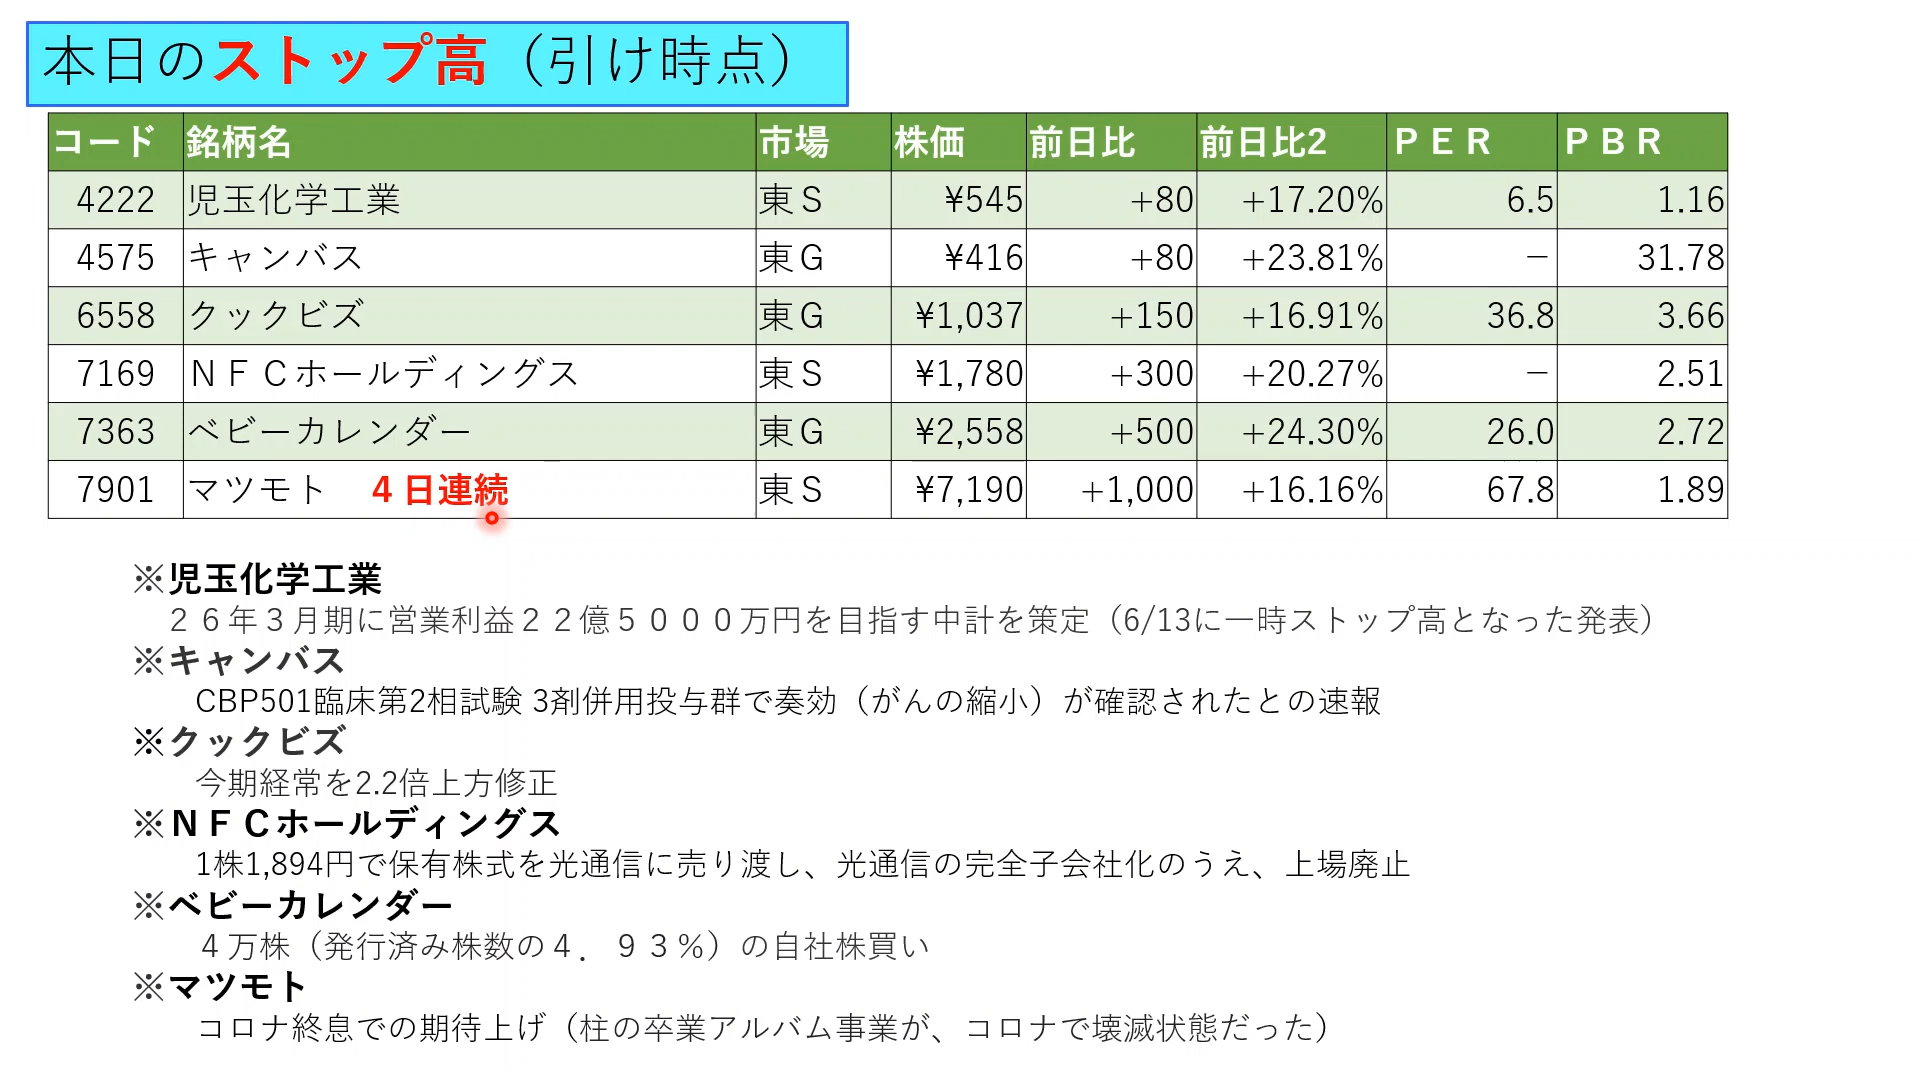 本日のストップ高（引け時点）
コード 銘柄名 市場 株価 前日比 前日比2 ＰＥＲ ＰＢＲ
4222 児玉化学工業 東Ｓ ¥545 +80 +17.20% 6.5 1.16
4575 キャンバス 東Ｇ ¥416 +80 +23.81% － 31.78
6558 クックビズ 東Ｇ ¥1,037 +150 +16.91% 36.8 3.66
7169 ＮＦＣホールディングス 東Ｓ ¥1,780 +300 +20.27% － 2.51
7363 ベビーカレンダー 東Ｇ ¥2,558 +500 +24.30% 26.0 2.72
7901 マツモト ４日連続 東Ｓ ¥7,190 +1,000 +16.16% 67.8 1.89
※児玉化学工業
２６年３月期に営業利益２２億５０００万円を目指す中計を策定（6/13に一時ストップ高となった発表）
※キャンバス
CBP501臨床第2相試験 3剤併用投与群で奏効（がんの縮小）が確認されたとの速報
※クックビズ
今期経常を2.2倍上方修正
※ＮＦＣホールディングス
1株1,894円で保有株式を光通信に売り渡し、光通信の完全子会社化のうえ、上場廃止
※ベビーカレンダー
４万株（発行済み株数の４．９３％）の自社株買い
※マツモト
コロナ終息での期待上げ（柱の卒業アルバム事業が、コロナで壊滅状態だった）